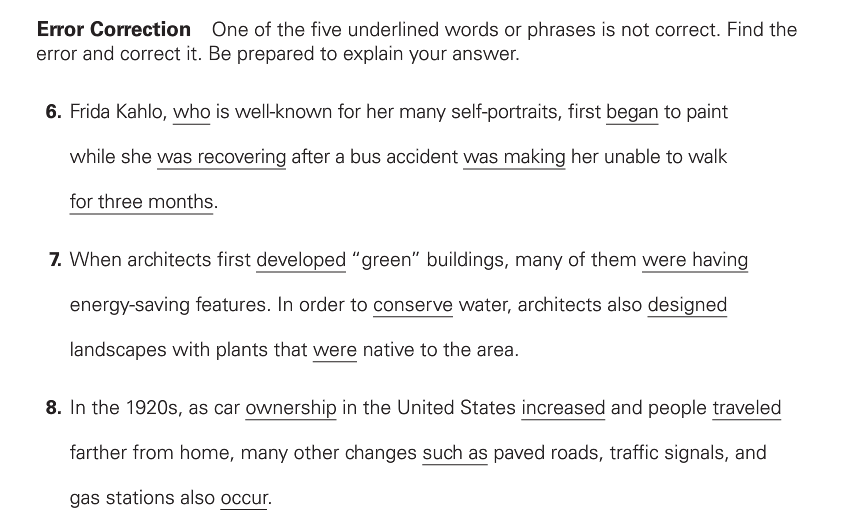 Error Correction One of the five underlined words or phrases is not correct. Find the
error and correct it. Be prepared to explain your answer.
6. Frida Kahlo, who is well-known for her many self-portraits, first began to paint
while she was recovering after a bus accident was making her unable to walk
for three months.
7. When architects first developed “green” buildings, many of them were having
energy-saving features. In order to conserve water, architects also designed
landscapes with plants that were native to the area.
8. In the 1920s, as car ownership in the United States increased and people traveled
farther from home, many other changes such as paved roads, traffic signals, and
gas stations also occur.